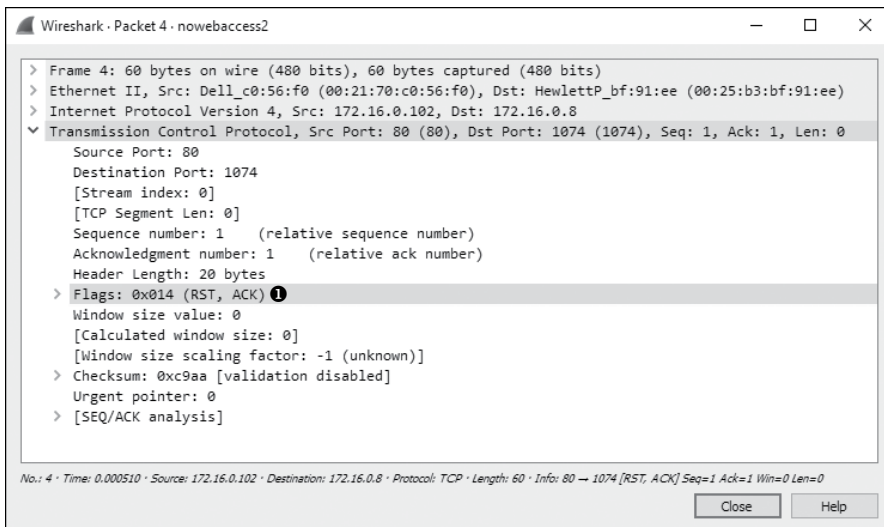 Wireshark · Packet 4 · nowebaccess2
> Frame 4: 60 bytes on wire (480 bits), 60 bytes captured (480 bits)
> Ethernet II, Src: Dell_c0:56:f0 (00:21:70:c0:56:f0), Dst: HewlettP_bf:91:ee (00:25:b3:bf:91:ee)
> Internet Protocol Version 4, Src: 172.16.0.102, Dst: 172.16.0.8
Transmission Control Protocol, Src Port: 80 (80), Dst Port: 1074 (1074), Seq: 1, Ack: 1, Len: 0
Source Port: 80
Destination Port: 1074
[Stream index: 0]
[TCP Segment Len: 0]
Sequence number: 1 (relative sequence number)
Acknowledgment number: 1 (relative ack number)
Header Length: 20 bytes
> Flags: 0x014 (RST, ACK) ❶
Window size value: 0
[Calculated window size: 0]
[Window size scaling factor: -1 (unknown)]
> Checksum: 0xc9aa [validation disabled]
Urgent pointer: 0
> [SEQ/ACK analysis]
No.: 4 · Time: 0.000510 · Source: 172.16.0.102 · Destination: 172.16.0.8 · Protocol: TCP · Length: 60 · Info: 80 → 1074 [RST, ACK] Seq=1 Ack=1 Win=0 Len=0
Close Help